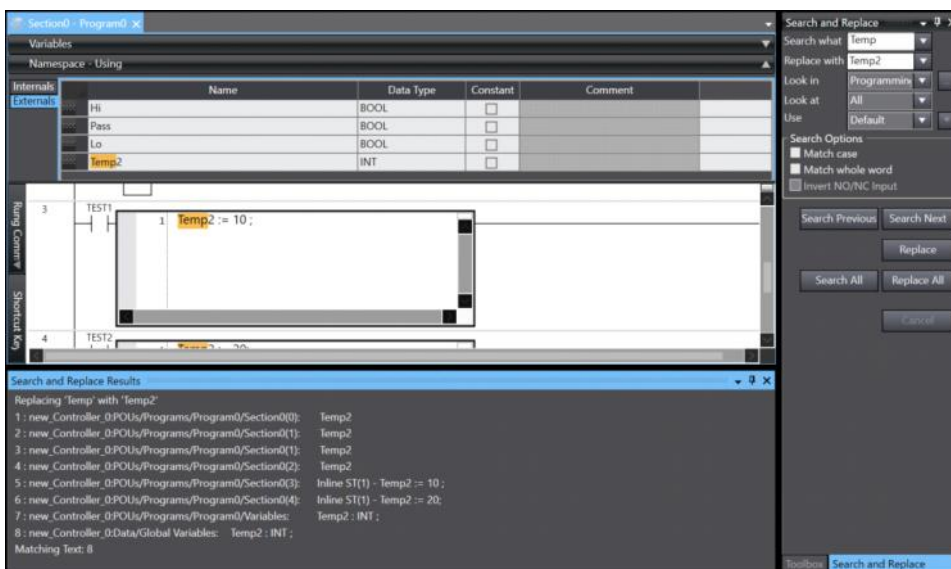 Section0 - Program0
Variables
Namespace - Using
Internals
Externals
Name Data Type Constant Comment
Hi BOOL
Pass BOOL
Lo BOOL
Temp2 INT
Rung Comm
Shortcut Key
3 TEST1
1 Temp2 := 10 ;
4 TEST2
1 Temp2 := 20;
Search and Replace Results
Replacing 'Temp' with 'Temp2'
1 : new_Controller_0:POUs/Programs/Program0/Section0(0): Temp2
2 : new_Controller_0:POUs/Programs/Program0/Section0(1): Temp2
3 : new_Controller_0:POUs/Programs/Program0/Section0(1): Temp2
4 : new_Controller_0:POUs/Programs/Program0/Section0(2): Temp2
5 : new_Controller_0:POUs/Programs/Program0/Section0(3): Inline ST(1) - Temp2 := 10 ;
6 : new_Controller_0:POUs/Programs/Program0/Section0(4): Inline ST(1) - Temp2 := 20;
7 : new_Controller_0:POUs/Programs/Program0/Variables: Temp2 : INT ;
8 : new_Controller_0:Data/Global Variables: Temp2 : INT ;
Matching Text: 8
Search and Replace
Search what Temp
Replace with Temp2
Look in Programming
Look at All
Use Default
Search Options
Match case
Match whole word
Invert NO/NC Input
Search Previous Search Next
Replace
Search All Replace All
Cancel
Toolbox Search and Replace